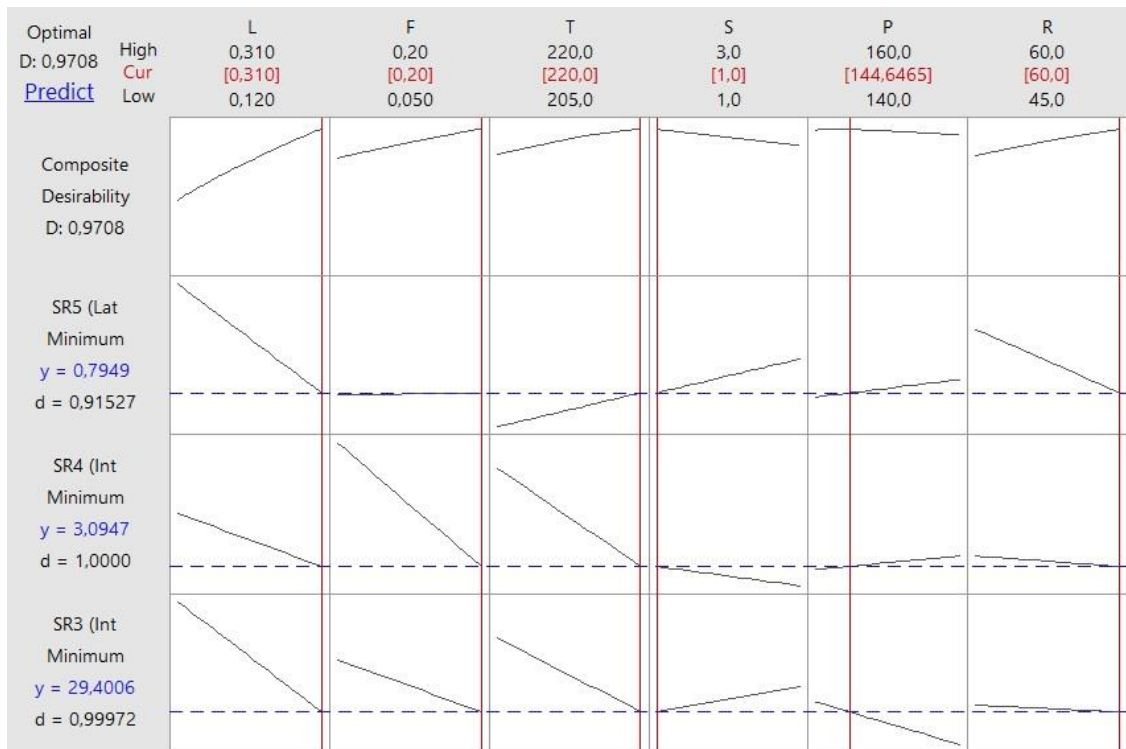 Optimal
D: 0,9708
Predict
High
Cur
Low
L
0,310
[0,310]
0,120
F
0,20
[0,20]
0,050
T
220,0
[220,0]
205,0
S
3,0
[1,0]
1,0
P
160,0
[144,6465]
140,0
R
60,0
[60,0]
45,0
Composite
Desirability
D: 0,9708
SR5 (Lat
Minimum
y = 0,7949
d = 0,91527
SR4 (Int
Minimum
y = 3,0947
d = 1,0000
SR3 (Int
Minimum
y = 29,4006
d = 0,99972